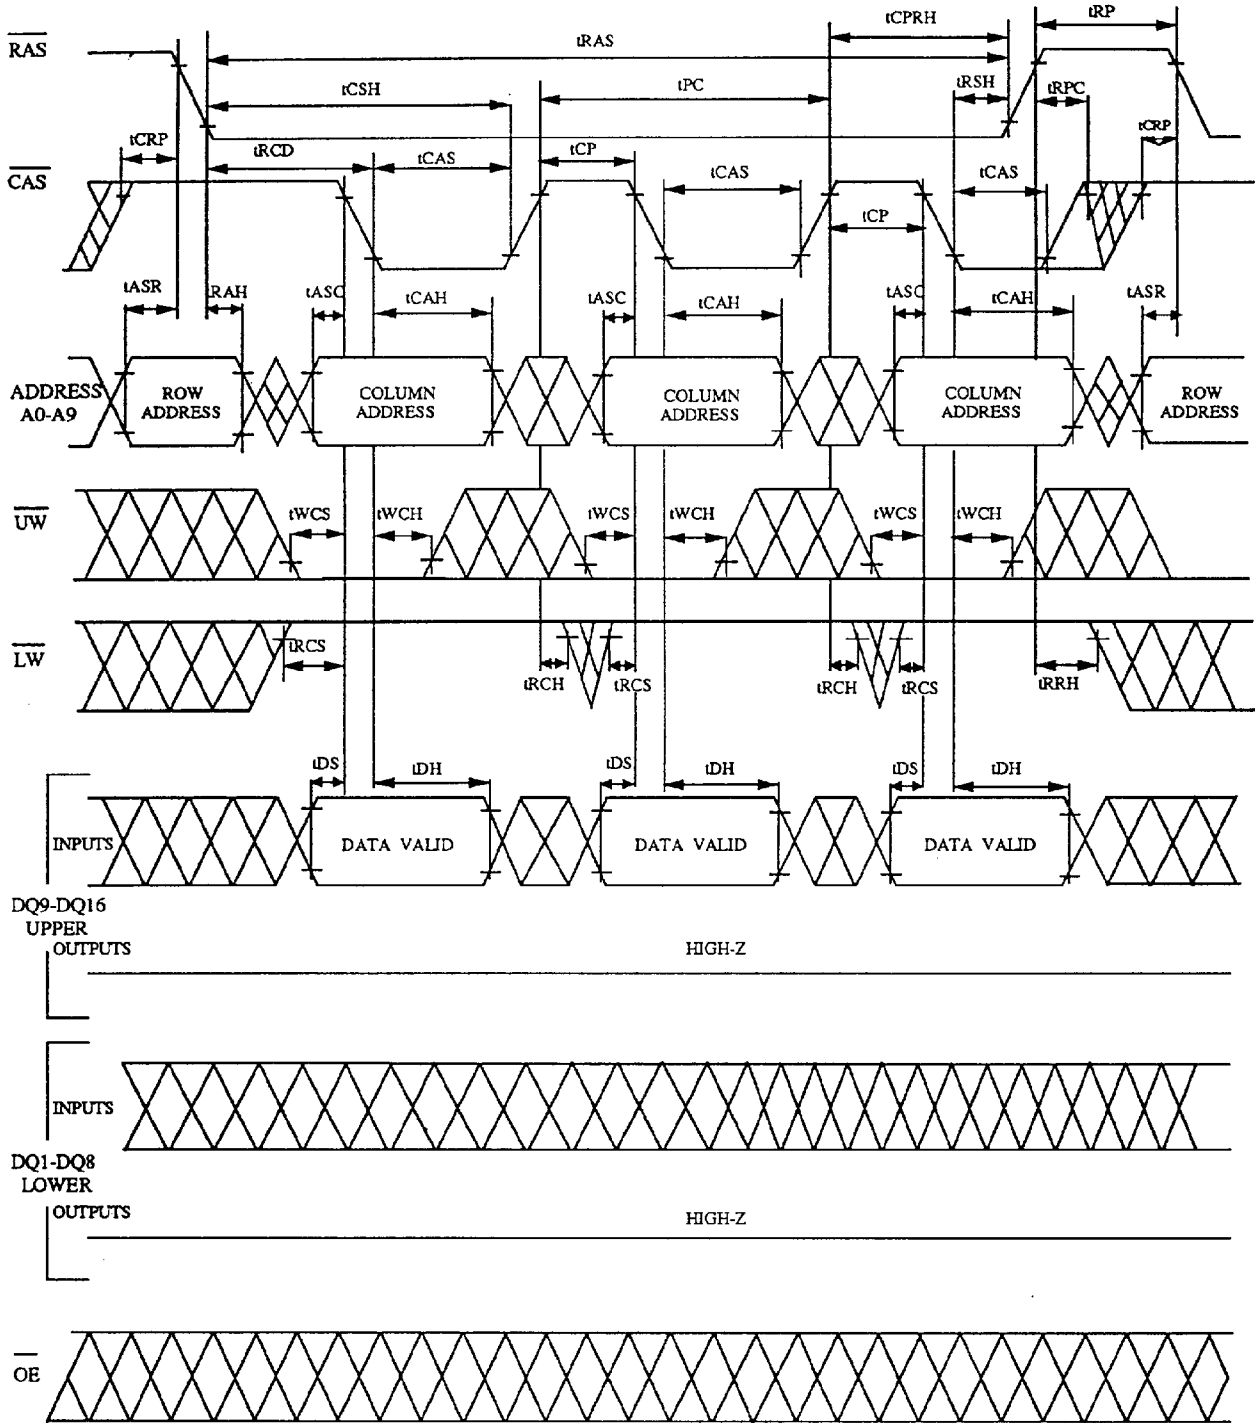 tCPRH
tRP
RAS
tRAS
tCSH
tPC
tRSH
tRPC
tCRP
tRCD
tCAS
tCP
tCRP
CAS
tCAS
tCAS
tCP
tASR
tRAH
tASC
tCAH
tASC
tCAH
tASC
tCAH
tASR
ADDRESS
A0-A9
ROW
ADDRESS
COLUMN
ADDRESS
COLUMN
ADDRESS
COLUMN
ADDRESS
ROW
ADDRESS
UW
tWCS
tWCH
tWCS
tWCH
tWCS
tWCH
LW
tRCS
tRCH
tRCS
tRCH
tRCS
tRRH
tDS
tDH
tDS
tDH
tDS
tDH
INPUTS
DATA VALID
DATA VALID
DATA VALID
DQ9-DQ16
UPPER
OUTPUTS
HIGH-Z
INPUTS
DQ1-DQ8
LOWER
OUTPUTS
HIGH-Z
OE